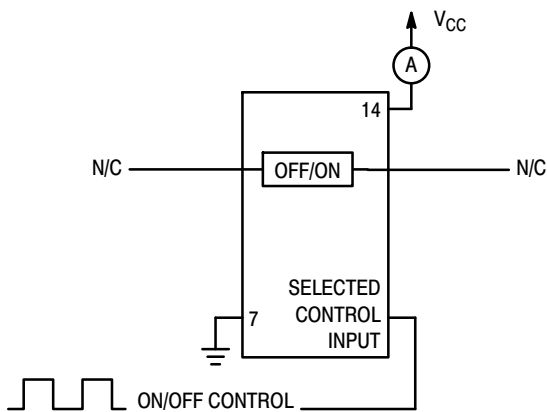 VCC
A
14
N/C
OFF/ON
N/C
SELECTED
CONTROL
INPUT
7
ON/OFF CONTROL